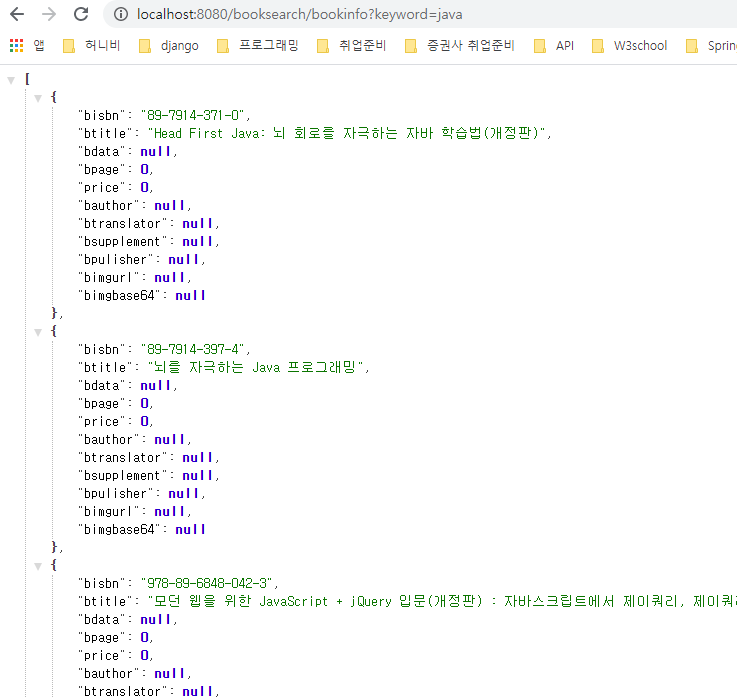 localhost:8080/booksearch/bookinfo?keyword=java
앱 허니비 django 프로그래밍 취업준비 증권사 취업준비 API W3school Sprin
[
{
"bisbn": "89-7914-371-0",
"btitle": "Head First Java: 뇌 회로를 자극하는 자바 학습법(개정판)",
"bdata": null,
"bpage": 0,
"price": 0,
"bauthor": null,
"btranslator": null,
"bsupplement": null,
"bpulisher": null,
"bimgurl": null,
"bimgbase64": null
},
{
"bisbn": "89-7914-397-4",
"btitle": "뇌를 자극하는 Java 프로그래밍",
"bdata": null,
"bpage": 0,
"price": 0,
"bauthor": null,
"btranslator": null,
"bsupplement": null,
"bpulisher": null,
"bimgurl": null,
"bimgbase64": null
},
{
"bisbn": "978-89-6848-042-3",
"btitle": "모던 웹을 위한 JavaScript + jQuery 입문(개정판) : 자바스크립트에서 제이쿼리, 제이쿼리
"bdata": null,
"bpage": 0,
"price": 0,
"bauthor": null,
"btranslator": null,